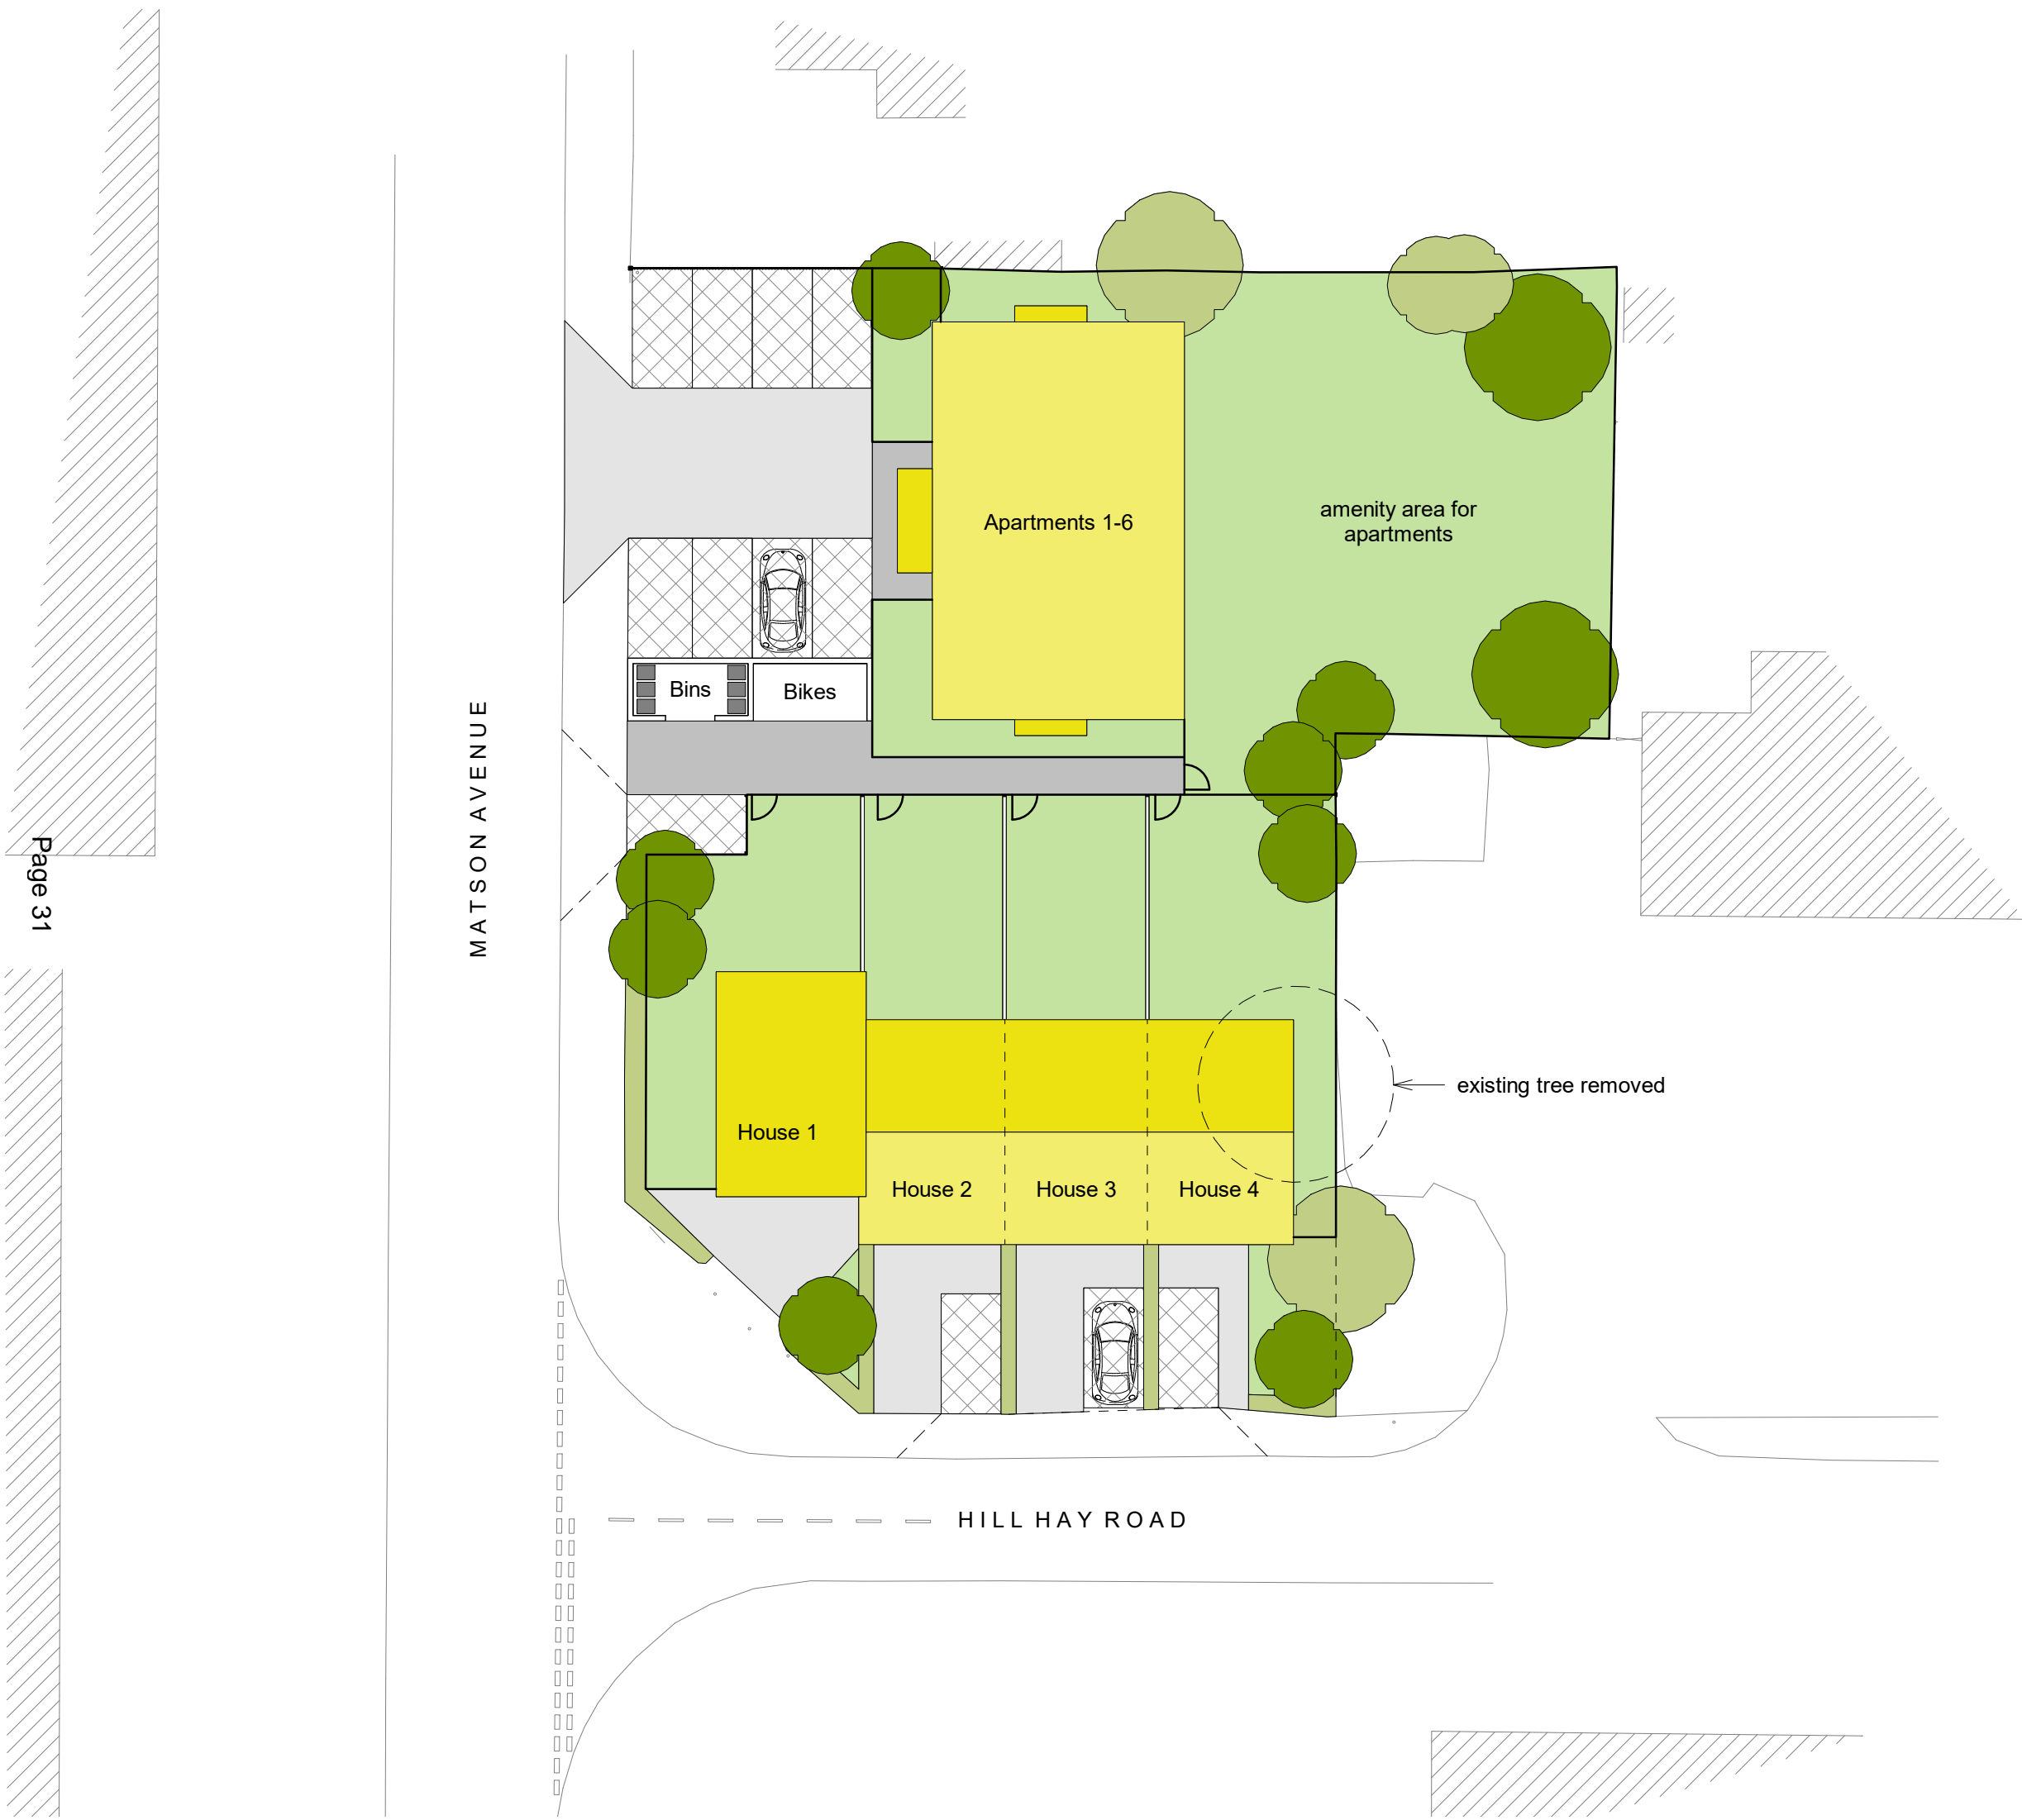 Apartments 1-6
amenity area for
apartments
Bins
Bikes
MATSON AVENUE
Page 31
existing tree removed
House 1
House 2
House 3
House 4
HILL HAY ROAD